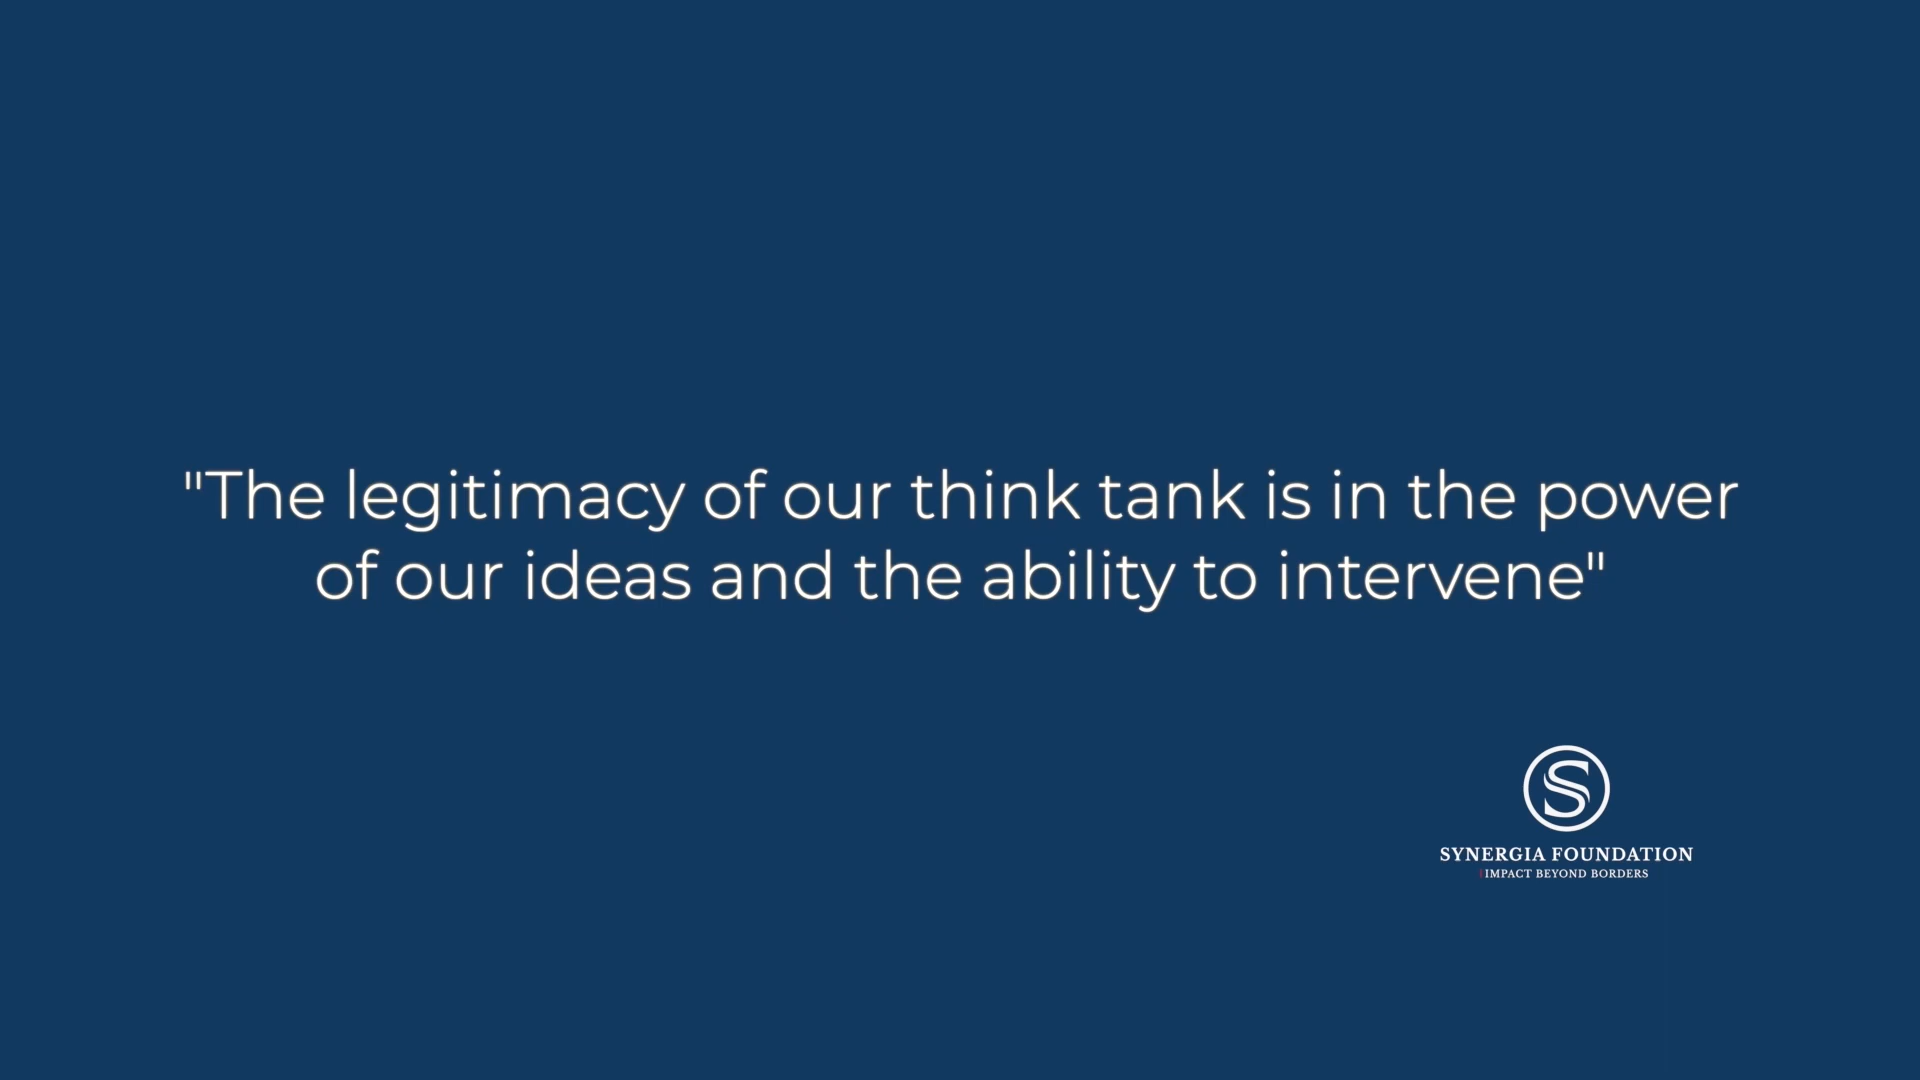 "The legitimacy of our think tank is in the power
of our ideas and the ability to intervene"
SYNERGIA FOUNDATION
IMPACT BEYOND BORDERS